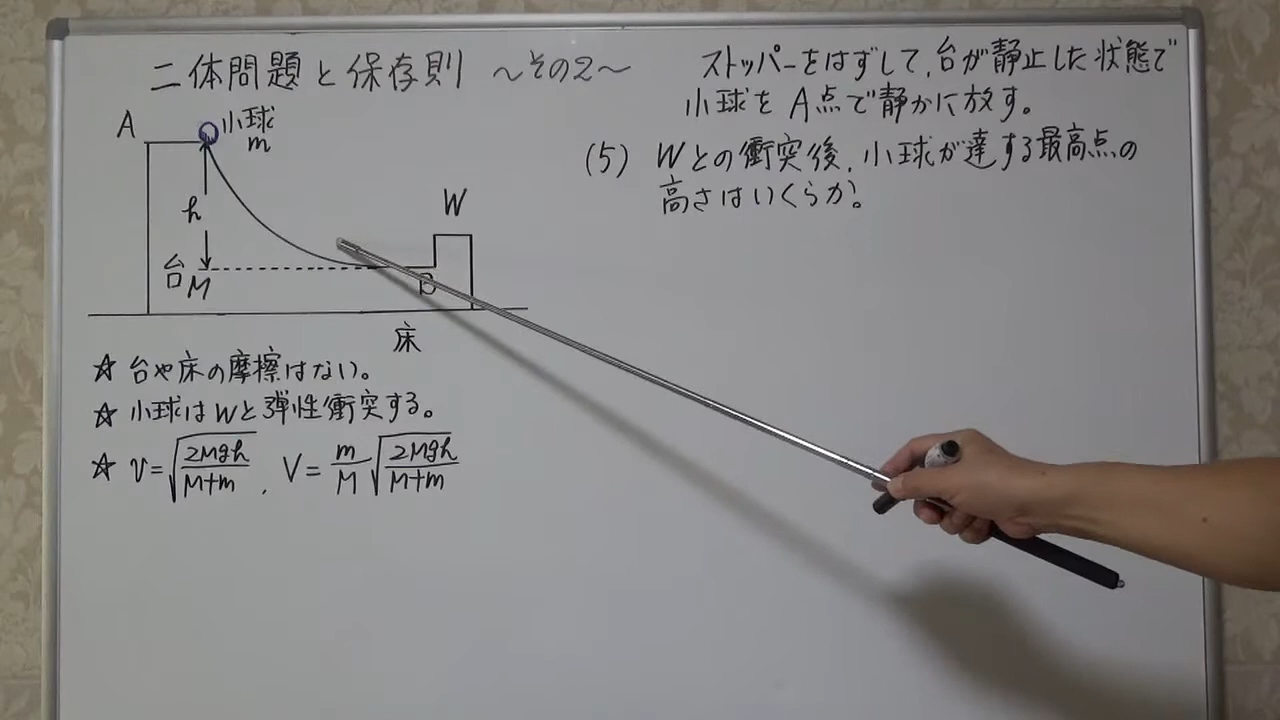 二体問題と保存則 ～その2～
A
小球
m
h
W
台
M
B
床
☆ 台や床の摩擦はない。
☆ 小球はWと弾性衝突する。
☆ v=√(2Mgh/(M+m)) , V=m/M √(2Mgh/(M+m))
ストッパーをはずして、台が静止した状態で
小球をA点で静かに放す。
(5) Wとの衝突後、小球が達する最高点の
高さはいくらか。